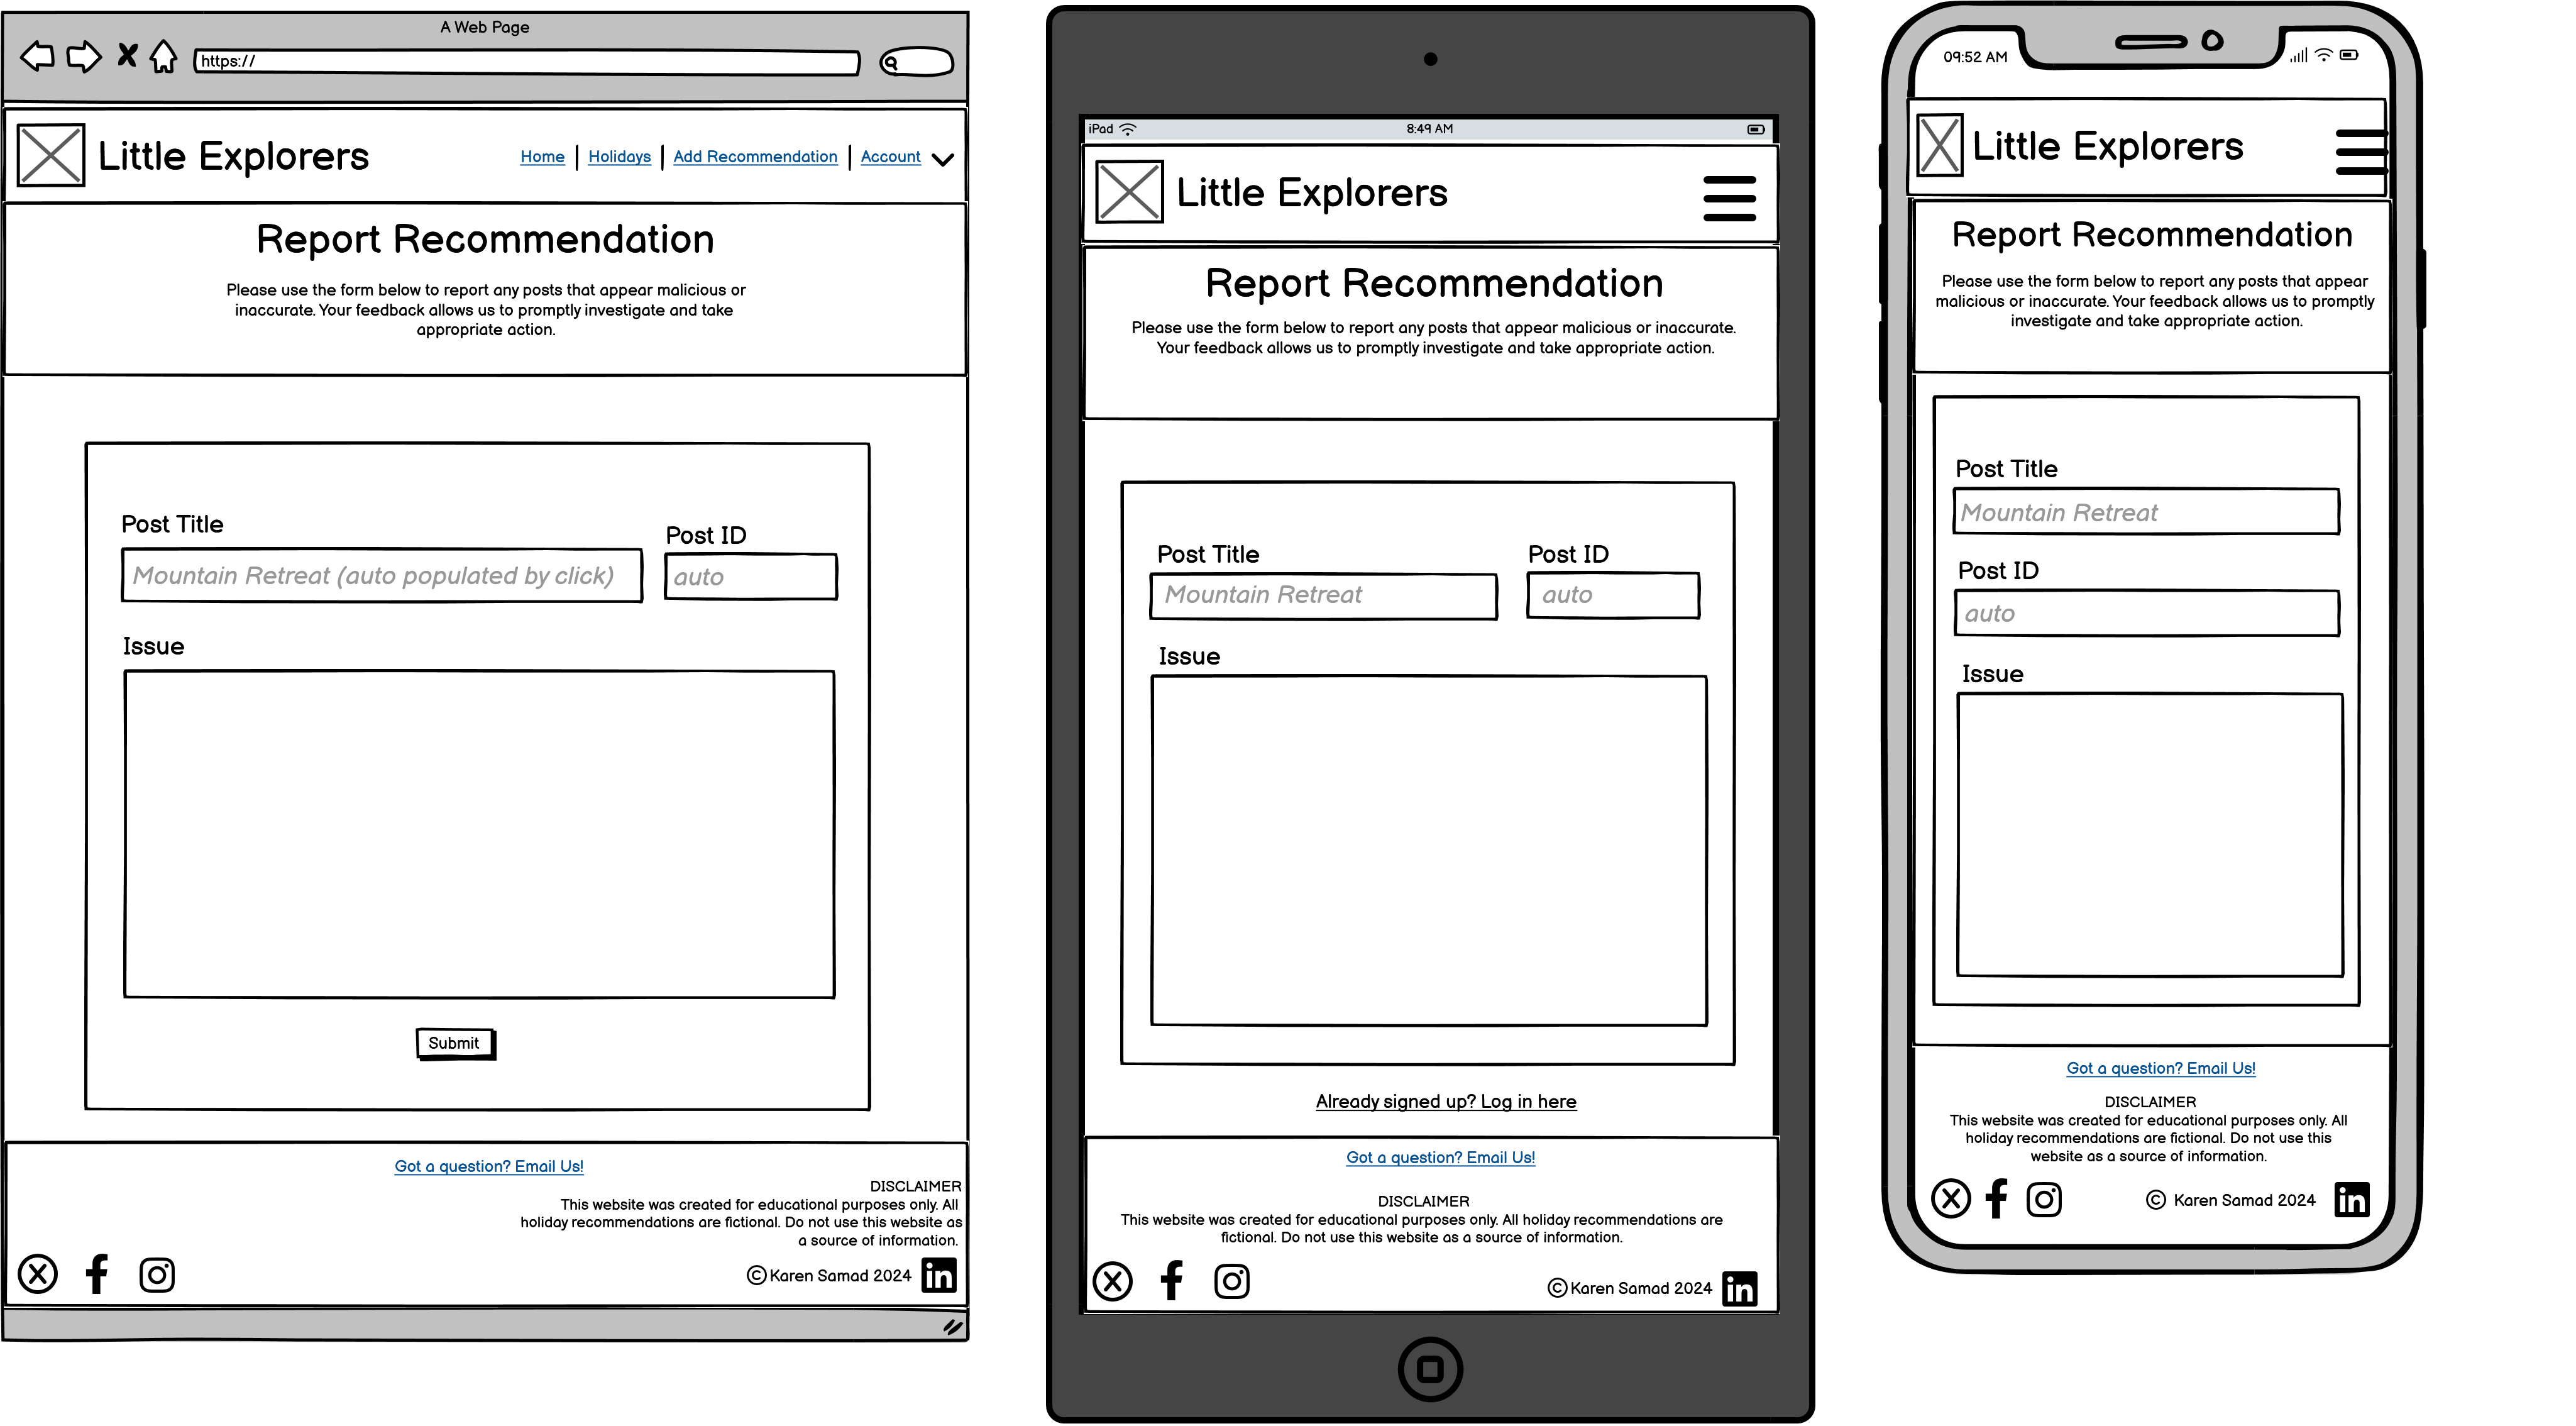 A Web Page
https://
Little Explorers
Home
Holidays
Add Recommendation
Account
Report Recommendation
Please use the form below to report any posts that appear malicious or
inaccurate. Your feedback allows us to promptly investigate and take
appropriate action.
Post Title
Post ID
Mountain Retreat (auto populated by click)
auto
Issue
Submit
Got a question? Email Us!
DISCLAIMER
This website was created for educational purposes only. All
holiday recommendations are fictional. Do not use this website as
a source of information.
© Karen Samad 2024
in
iPad
8:49 AM
Little Explorers
Report Recommendation
Please use the form below to report any posts that appear malicious or inaccurate.
Your feedback allows us to promptly investigate and take appropriate action.
Post Title
Post ID
Mountain Retreat
auto
Issue
Already signed up? Log in here
Got a question? Email Us!
DISCLAIMER
This website was created for educational purposes only. All holiday recommendations are
fictional. Do not use this website as a source of information.
© Karen Samad 2024
in
09:52 AM
Little Explorers
Report Recommendation
Please use the form below to report any posts that appear
malicious or inaccurate. Your feedback allows us to promptly
investigate and take appropriate action.
Post Title
Mountain Retreat
Post ID
auto
Issue
Got a question? Email Us!
DISCLAIMER
This website was created for educational purposes only. All
holiday recommendations are fictional. Do not use this
website as a source of information.
© Karen Samad 2024
in